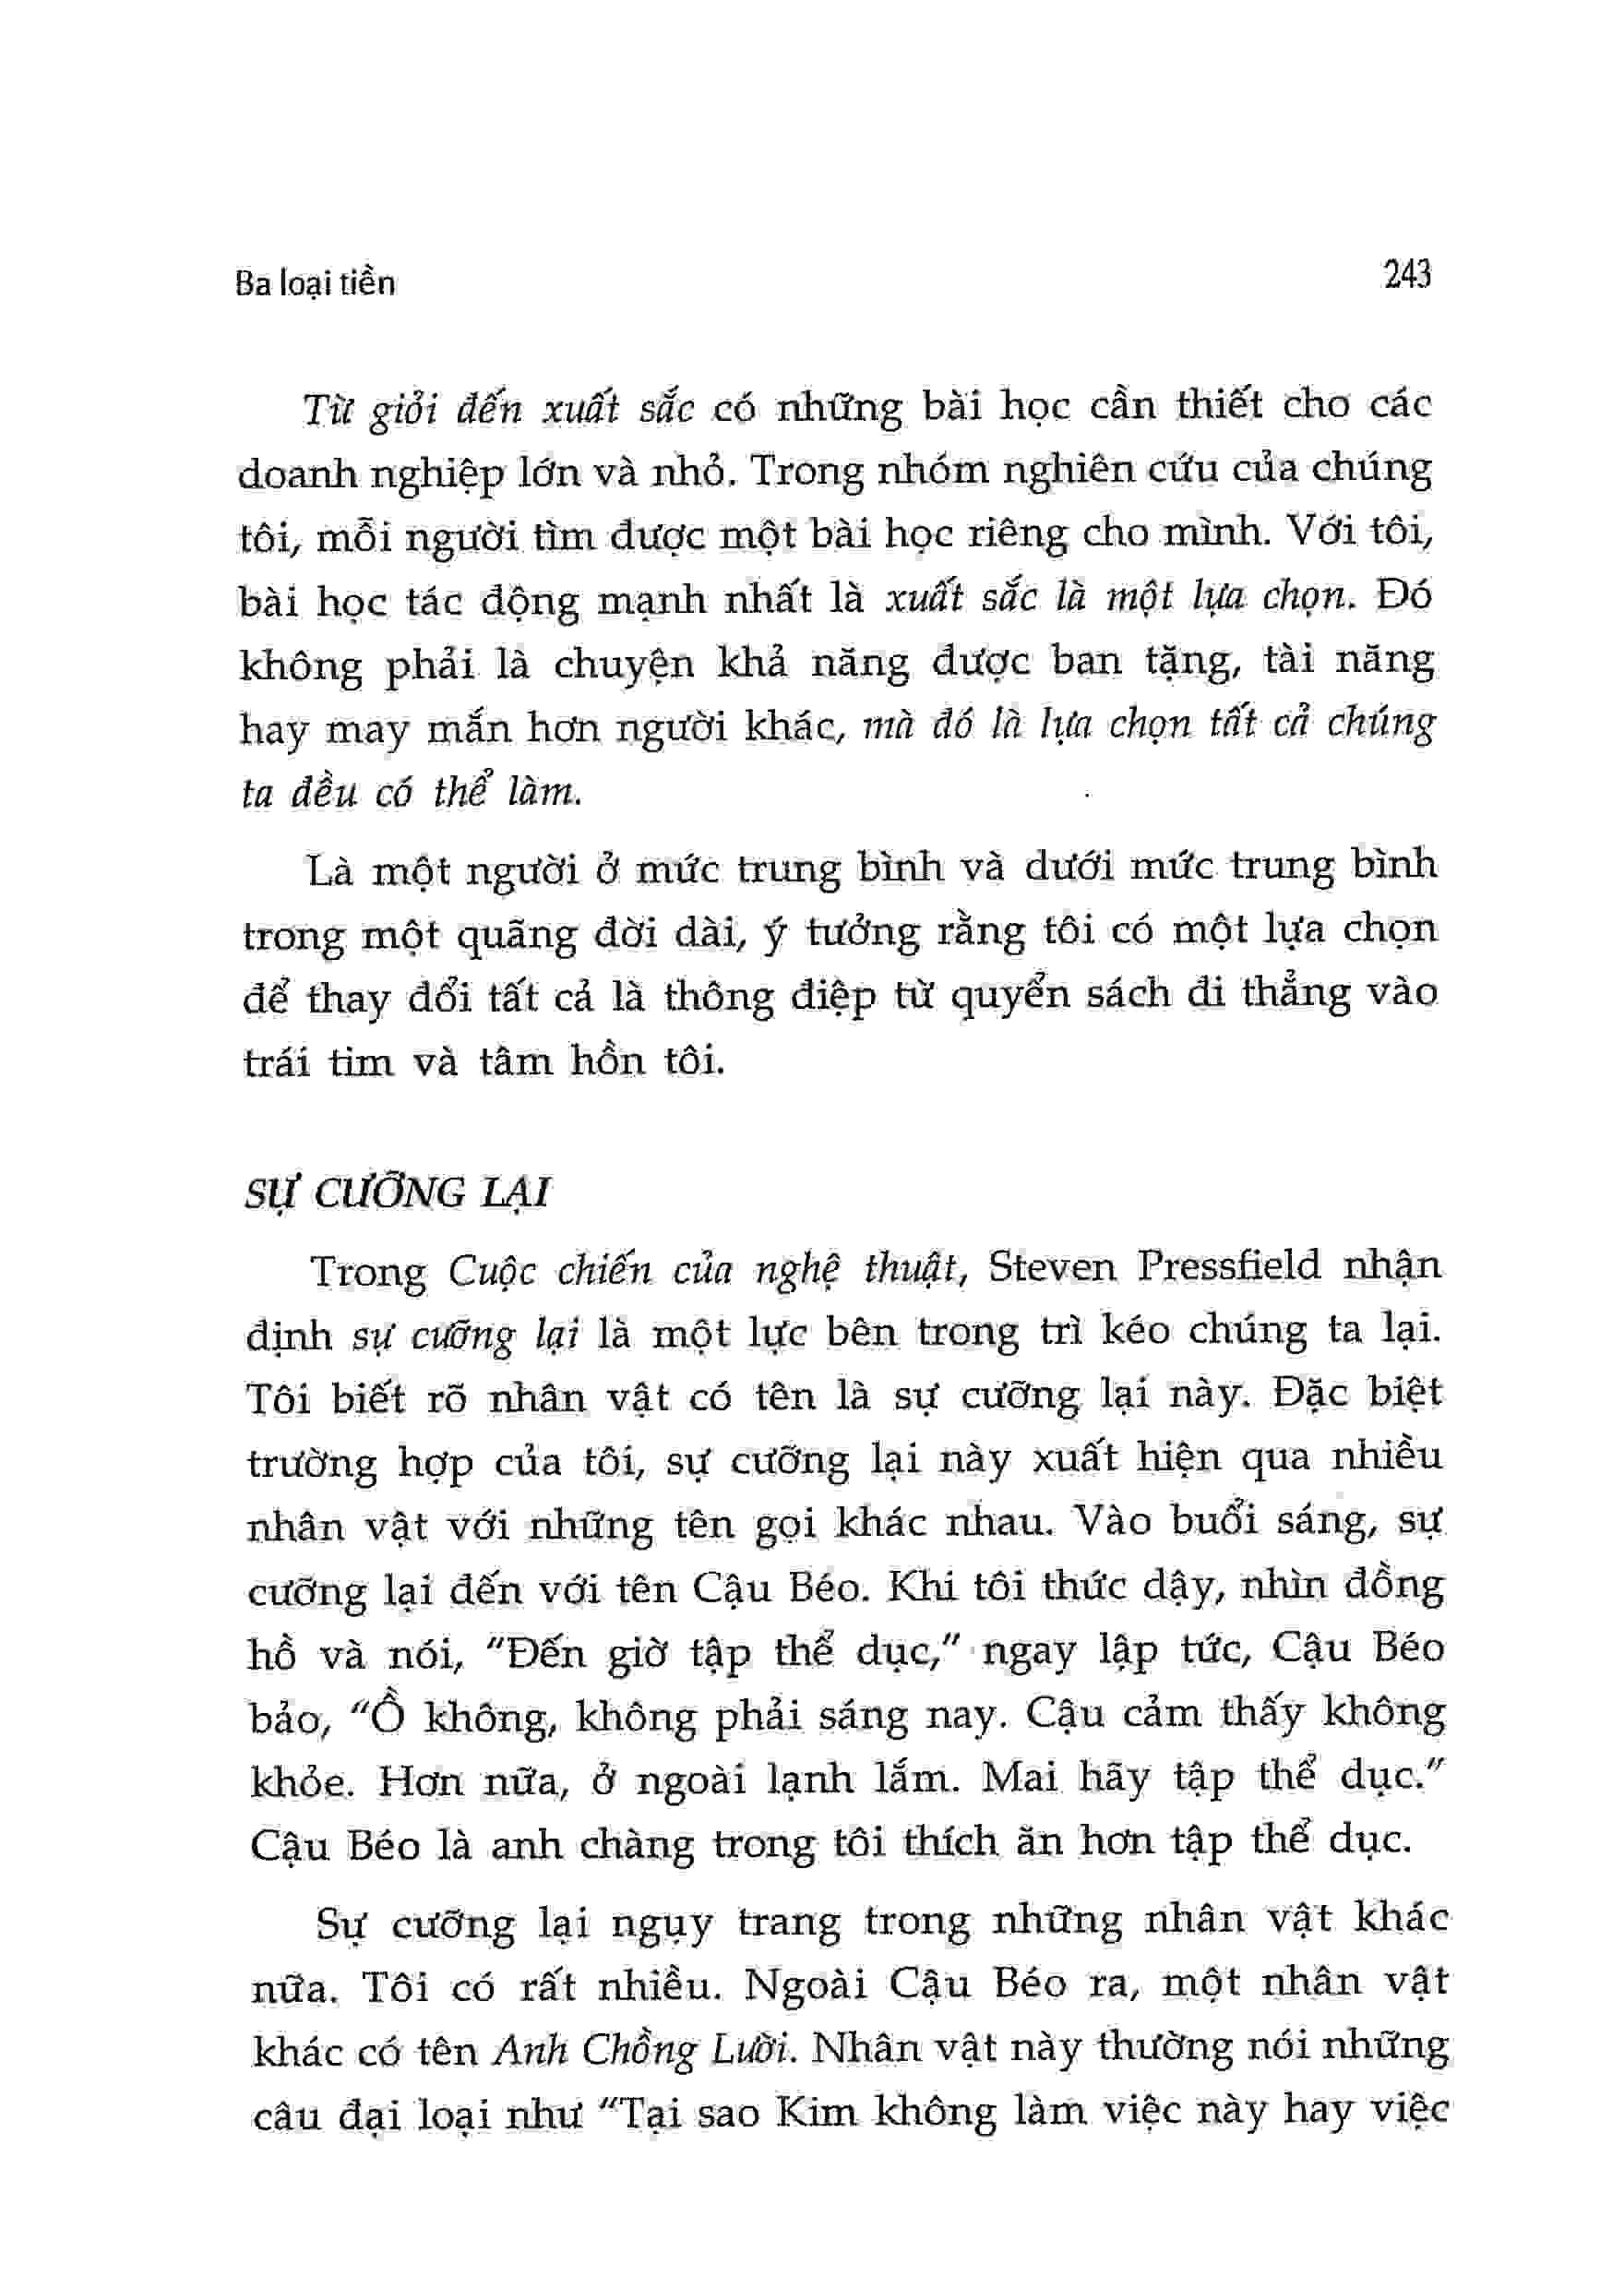 Ba loại tiền
243
Từ giỏi đến xuất sắc có những bài học cần thiết cho các
doanh nghiệp lớn và nhỏ. Trong nhóm nghiên cứu của chúng
tôi, mỗi người tìm được một bài học riêng cho mình. Với tôi,
bài học tác động mạnh nhất là xuất sắc là một lựa chọn. Đó
không phải là chuyện khả năng được ban tặng, tài năng
hay may mắn hơn người khác, mà đó là lựa chọn tất cả chúng
ta đều có thể làm.
Là một người ở mức trung bình và dưới mức trung bình
trong một quãng đời dài, ý tưởng rằng tôi có một lựa chọn
để thay đổi tất cả là thông điệp từ quyển sách đi thẳng vào
trái tim và tâm hồn tôi.
SỰ CƯỠNG LẠI
Trong Cuộc chiến của nghệ thuật, Steven Pressfield nhận
định sự cưỡng lại là một lực bên trong trì kéo chúng ta lại.
Tôi biết rõ nhân vật có tên là sự cưỡng lại này. Đặc biệt
trường hợp của tôi, sự cưỡng lại này xuất hiện qua nhiều
nhân vật với những tên gọi khác nhau. Vào buổi sáng, sự
cưỡng lại đến với tên Cậu Béo. Khi tôi thức dậy, nhìn đồng
hồ và nói, "Đến giờ tập thể dục," ngay lập tức, Cậu Béo
bảo, "Ồ không, không phải sáng nay. Cậu cảm thấy không
khỏe. Hơn nữa, ở ngoài lạnh lắm. Mai hãy tập thể dục."
Cậu Béo là anh chàng trong tôi thích ăn hơn tập thể dục.
Sự cưỡng lại ngụy trang trong những nhân vật khác
nữa. Tôi có rất nhiều. Ngoài Cậu Béo ra, một nhân vật
khác có tên Anh Chồng Lười. Nhân vật này thường nói những
câu đại loại như "Tại sao Kim không làm việc này hay việc